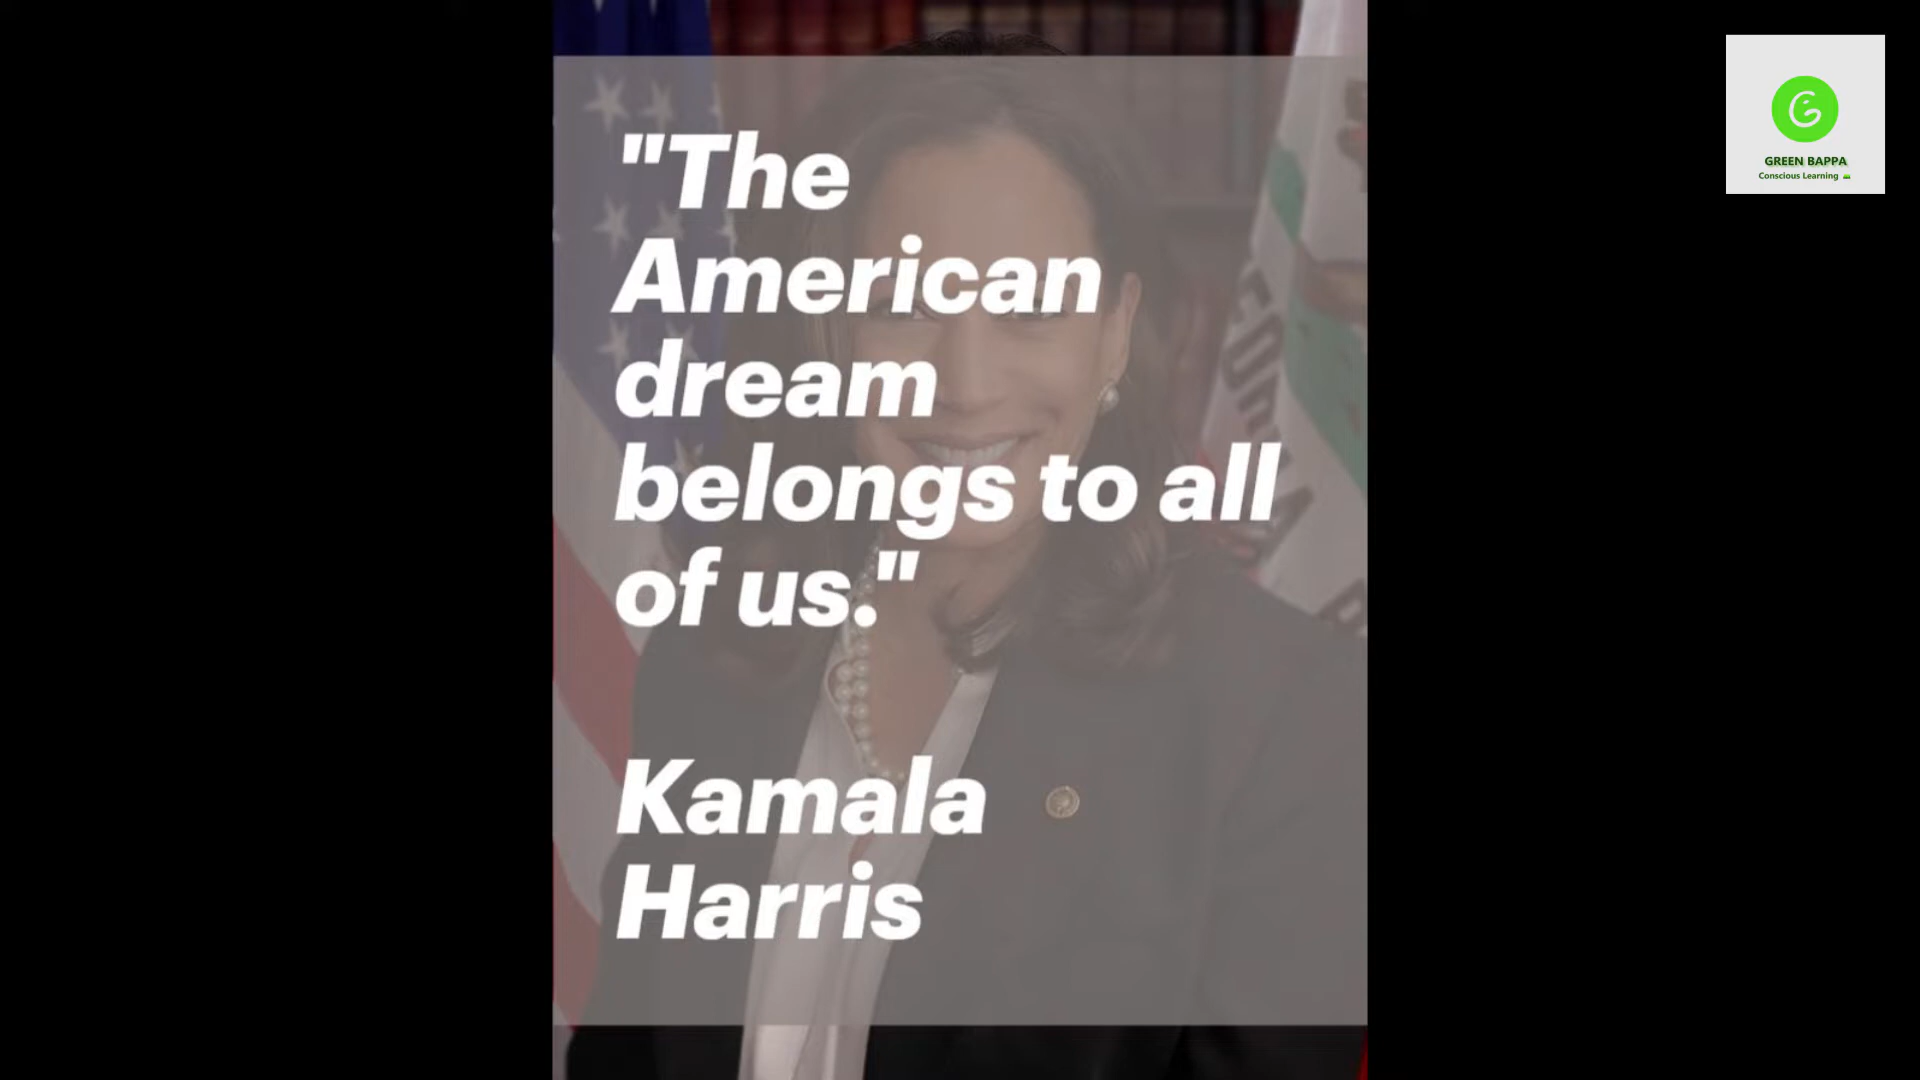 "The
American
dream
belongs to all
of us."
Kamala
Harris
GREEN BAPPA
Conscious Learning